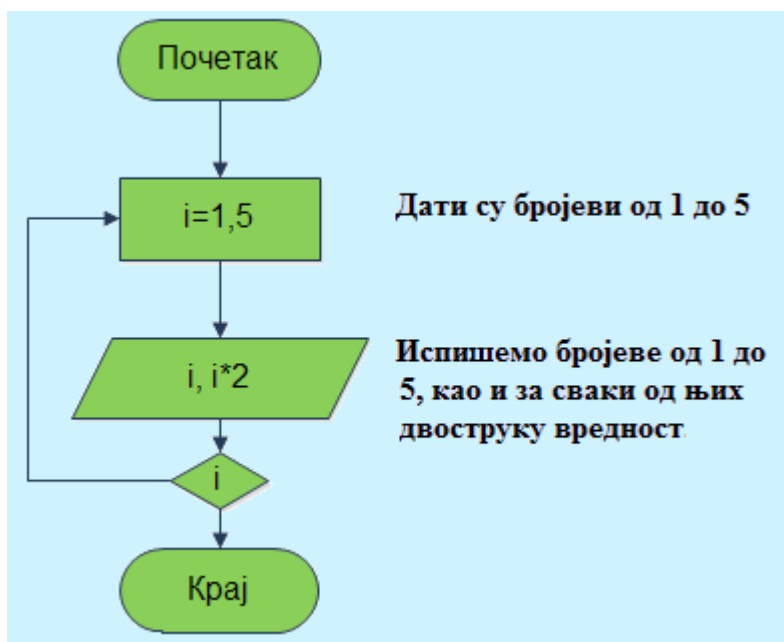 Почетак
i=1,5
Дати су бројеви од 1 до 5
i, i*2
Испишемо бројеве од 1 до
5, као и за сваки од њих
двоструку вредност.
i
Крај